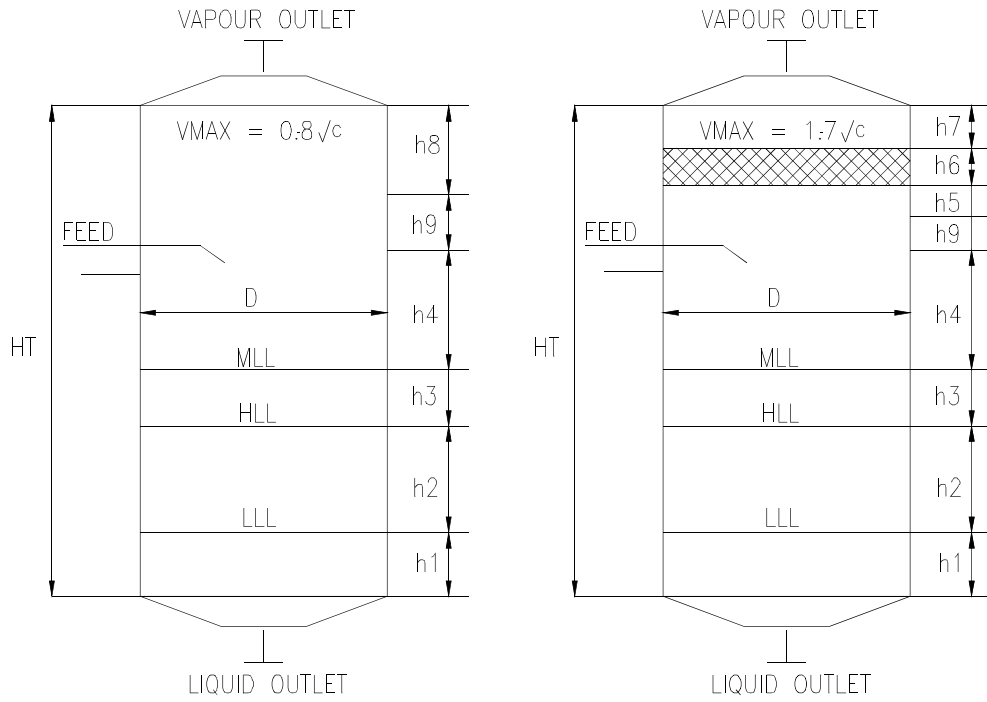 VAPOUR OUTLET
VMAX = 0.8√c
h8
h9
FEED
D
h4
HT
MLL
h3
HLL
h2
LLL
h1
LIQUID OUTLET
VAPOUR OUTLET
VMAX = 1.7√c
h7
h6
h5
h9
FEED
D
h4
HT
MLL
h3
HLL
h2
LLL
h1
LIQUID OUTLET